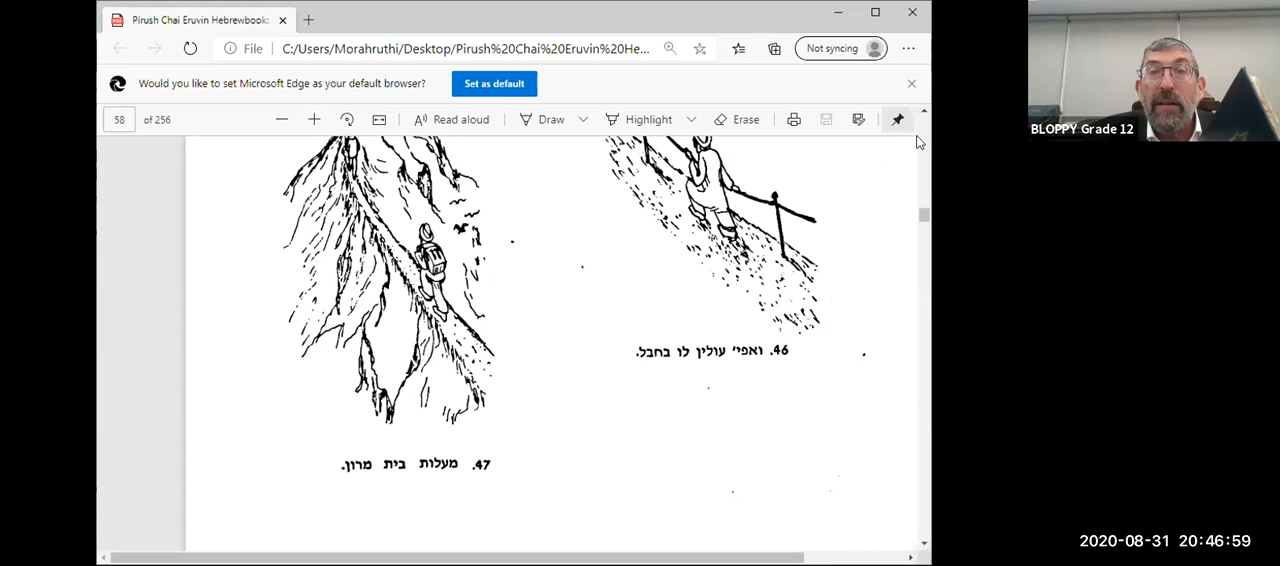 Pirush Chai Eruvin Hebrewbooks
File
C:/Users/Morahruthi/Desktop/Pirush%20Chai%20Eruvin%20He...
Not syncing
Would you like to set Microsoft Edge as your default browser?
Set as default
58 of 256
Read aloud
Draw
Highlight
Erase
46. ואפי' עולין לו בחבל.
47. מעלות בית מרון.
BLOPPY Grade 12
2020-08-31 20:46:59